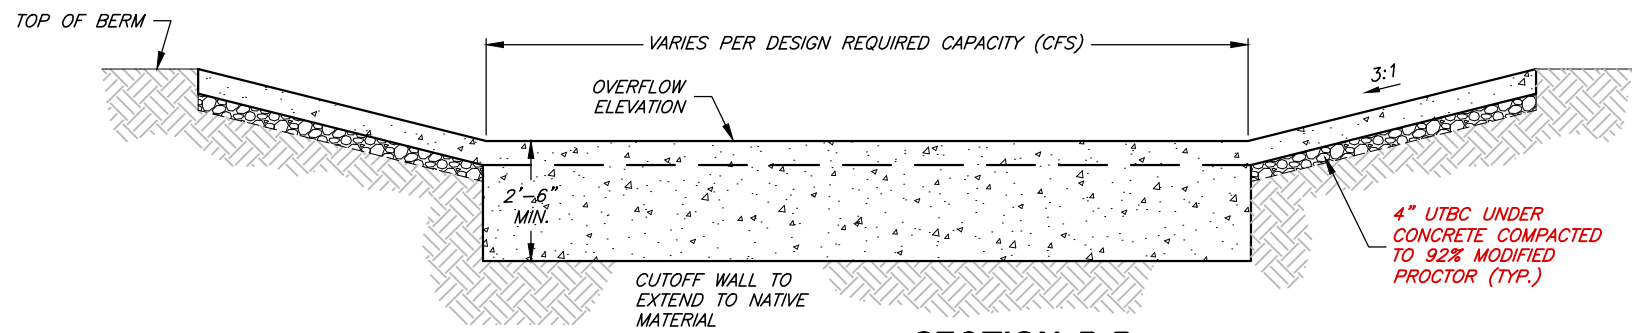 TOP OF BERM
VARIES PER DESIGN REQUIRED CAPACITY (CFS)
OVERFLOW
ELEVATION
3:1
2'-6"
MIN.
4" UTBC UNDER
CONCRETE COMPACTED
TO 92% MODIFIED
PROCTOR (TYP.)
CUTOFF WALL TO
EXTEND TO NATIVE
MATERIAL